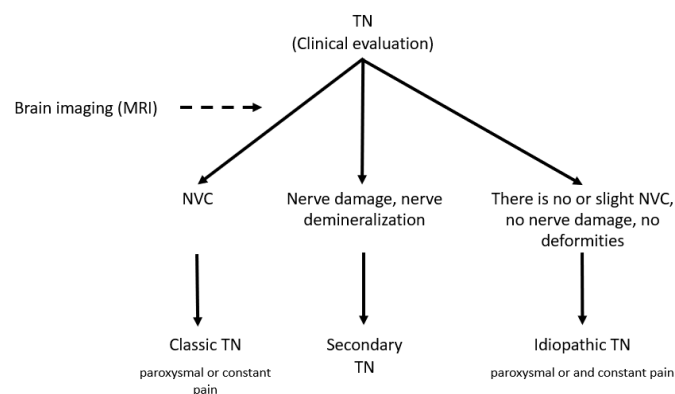 TN
(Clinical evaluation)
Brain imaging (MRI)
NVC
Nerve damage, nerve
demineralization
There is no or slight NVC,
no nerve damage, no
deformities
Classic TN
paroxysmal or constant
pain
Secondary
TN
Idiopathic TN
paroxysmal or and constant pain